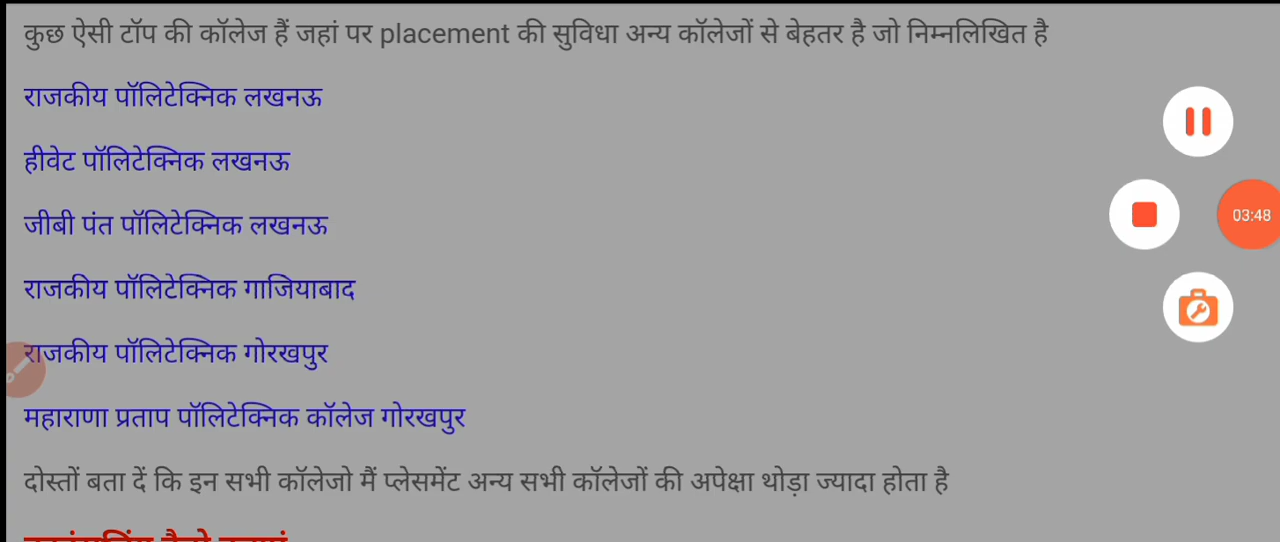 कुछ ऐसी टॉप की कॉलेज हैं जहां पर placement की सुविधा अन्य कॉलेजों से बेहतर है जो निम्नलिखित है
राजकीय पॉलिटेक्निक लखनऊ
हीवेट पॉलिटेक्निक लखनऊ
जीबी पंत पॉलिटेक्निक लखनऊ
03:48
राजकीय पॉलिटेक्निक गाजियाबाद
राजकीय पॉलिटेक्निक गोरखपुर
महाराणा प्रताप पॉलिटेक्निक कॉलेज गोरखपुर
दोस्तों बता दें कि इन सभी कॉलेजो मैं प्लेसमेंट अन्य सभी कॉलेजों की अपेक्षा थोड़ा ज्यादा होता है